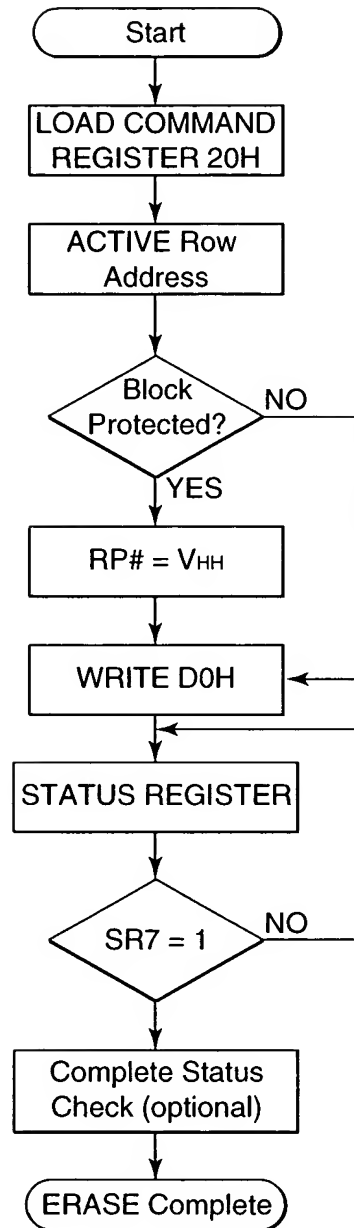 Start
LOAD COMMAND
REGISTER 20H
ACTIVE Row
Address
Block
Protected?
NO
YES
RP# = VHH
WRITE D0H
STATUS REGISTER
SR7 = 1
NO
Complete Status
Check (optional)
ERASE Complete